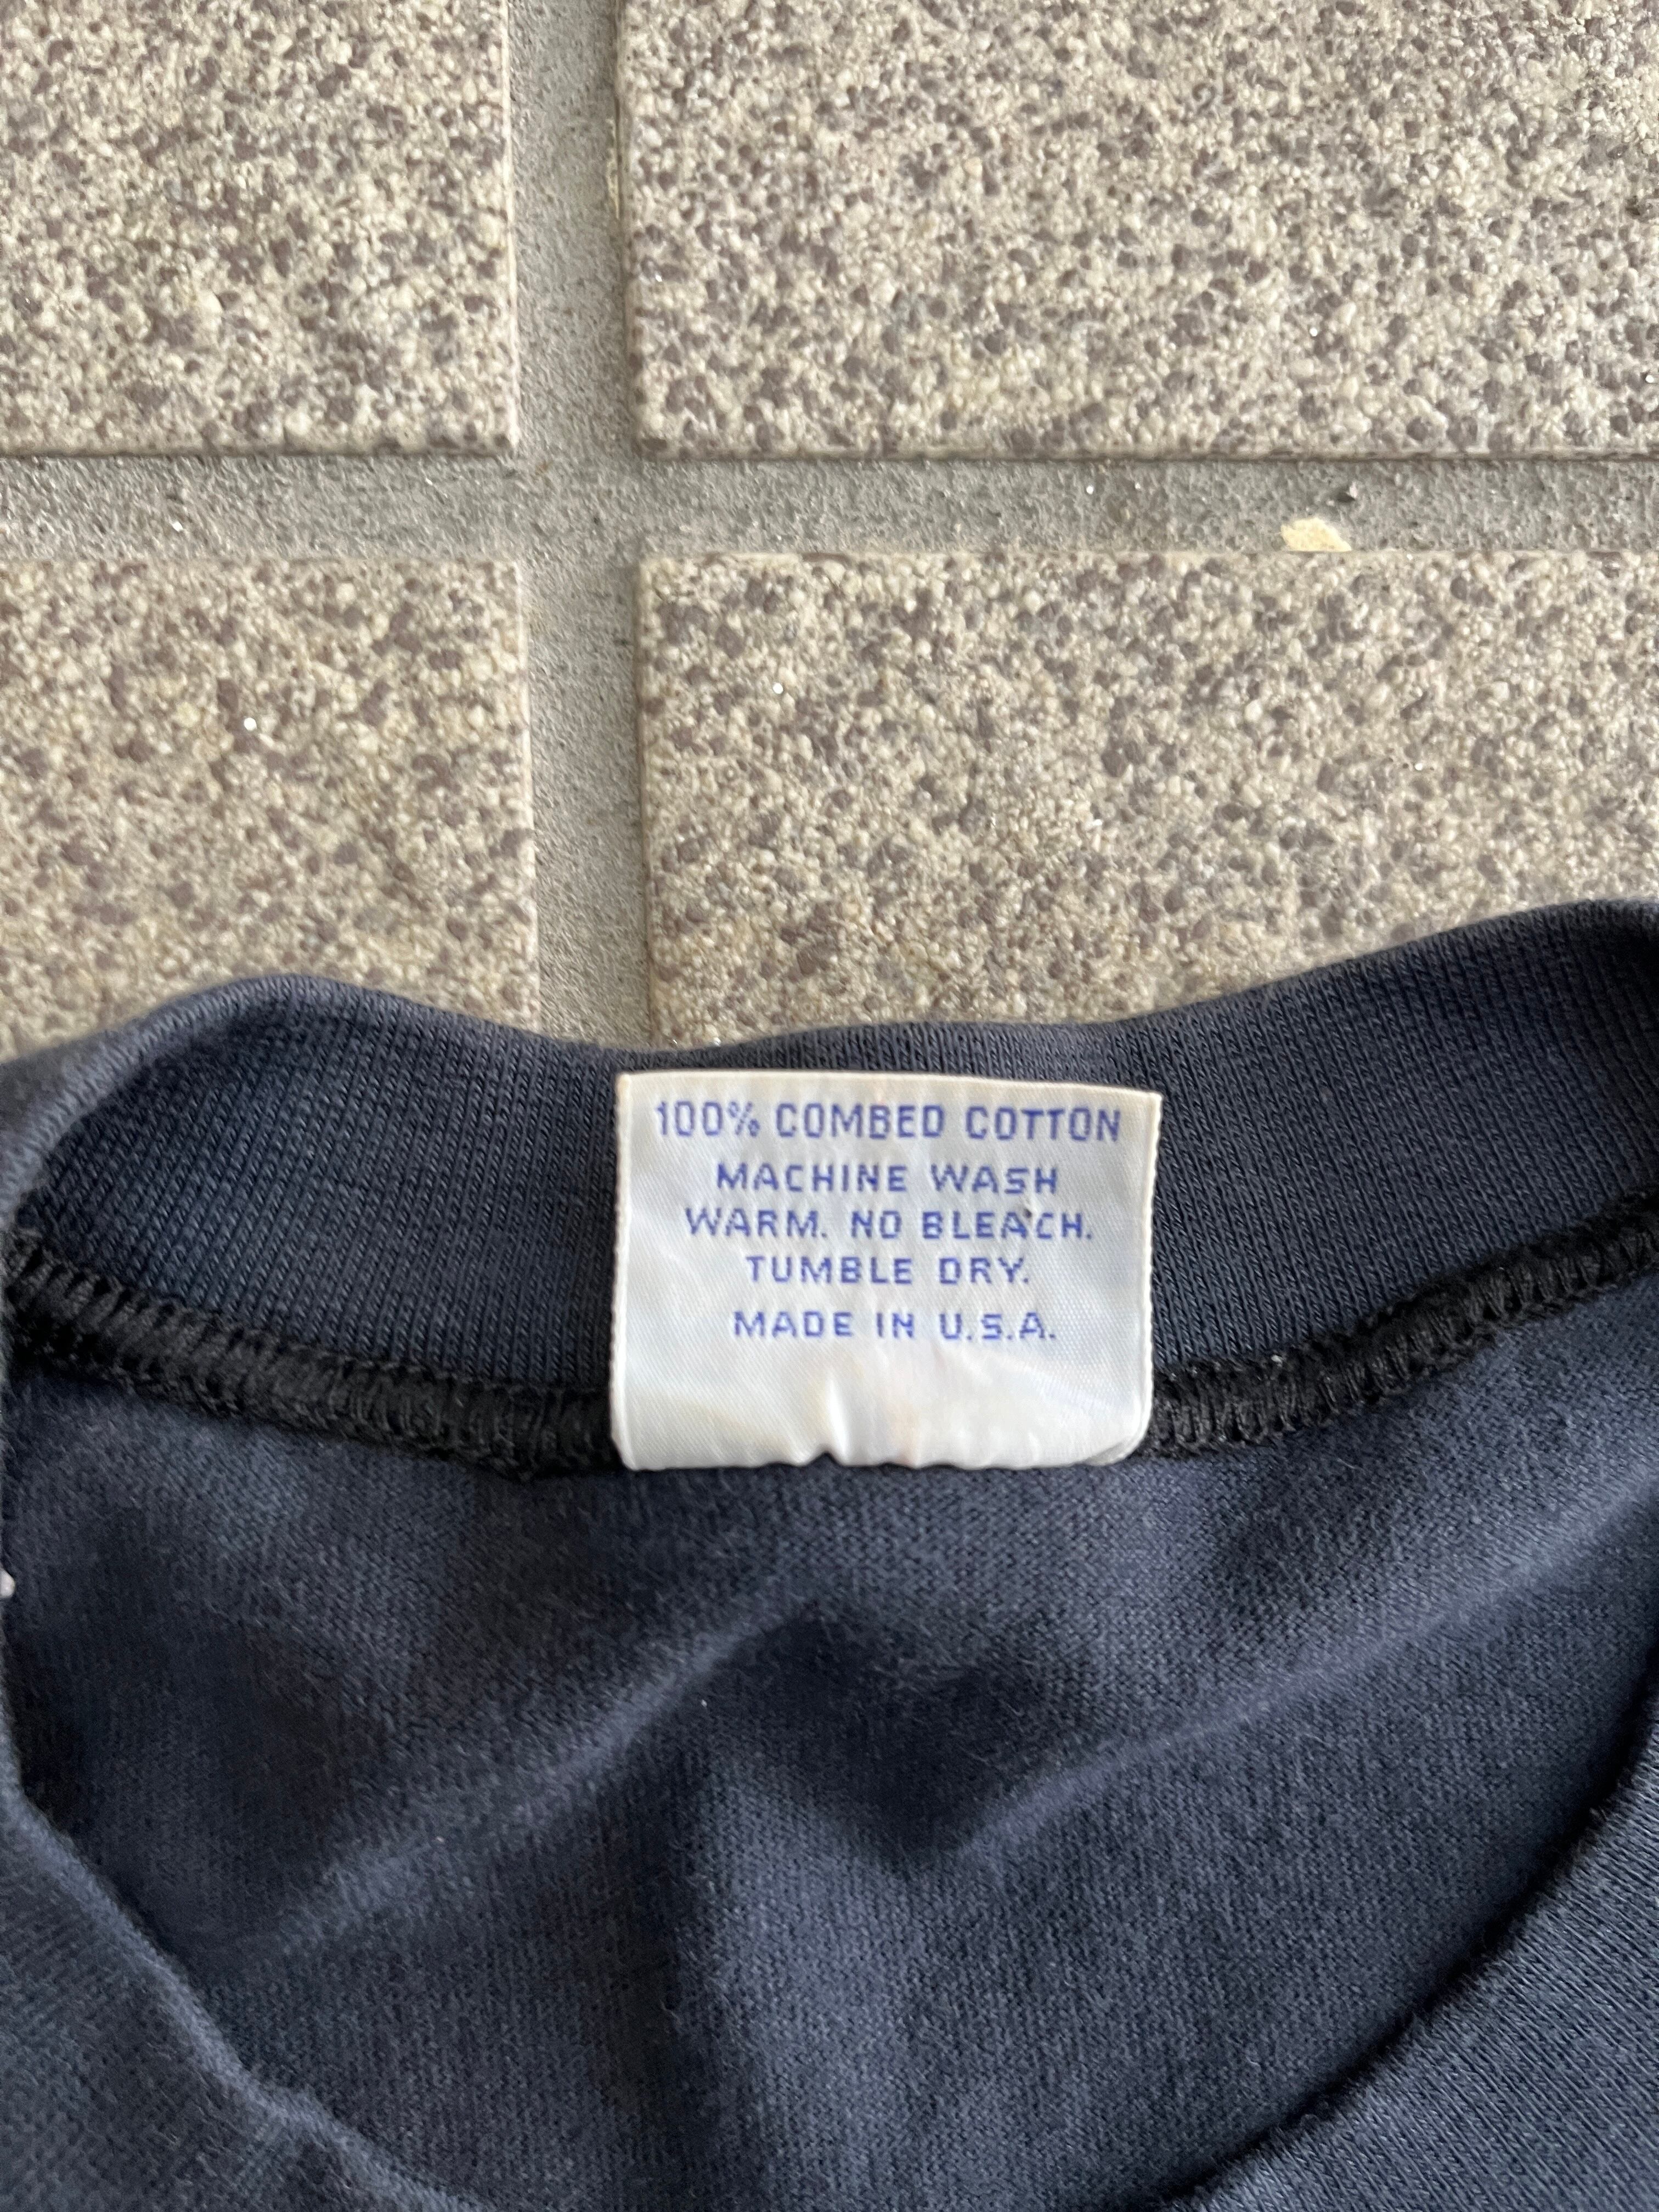 100% COMBED COTTON
MACHINE WASH
WARM. NO BLEACH.
TUMBLE DRY.
MADE IN U.S.A.